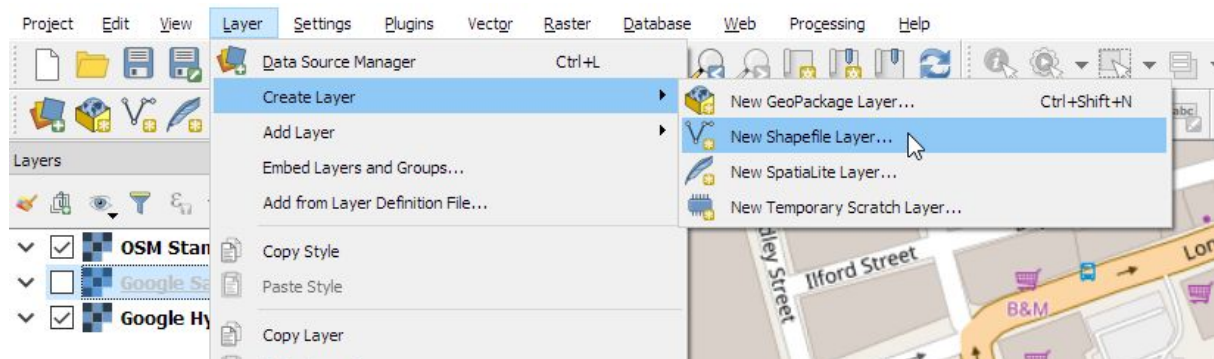 Project Edit View Layer Settings Plugins Vector Raster Database Web Processing Help
Data Source Manager Ctrl+L
Create Layer
New GeoPackage Layer... Ctrl+Shift+N
Add Layer
New Shapefile Layer...
Embed Layers and Groups...
New SpatiaLite Layer...
Add from Layer Definition File...
New Temporary Scratch Layer...
Copy Style
Paste Style
Copy Layer
Layers
OSM Stan
Google Sa
Google Hy
abc
dley Street
Ilford Street
Lon
B&M